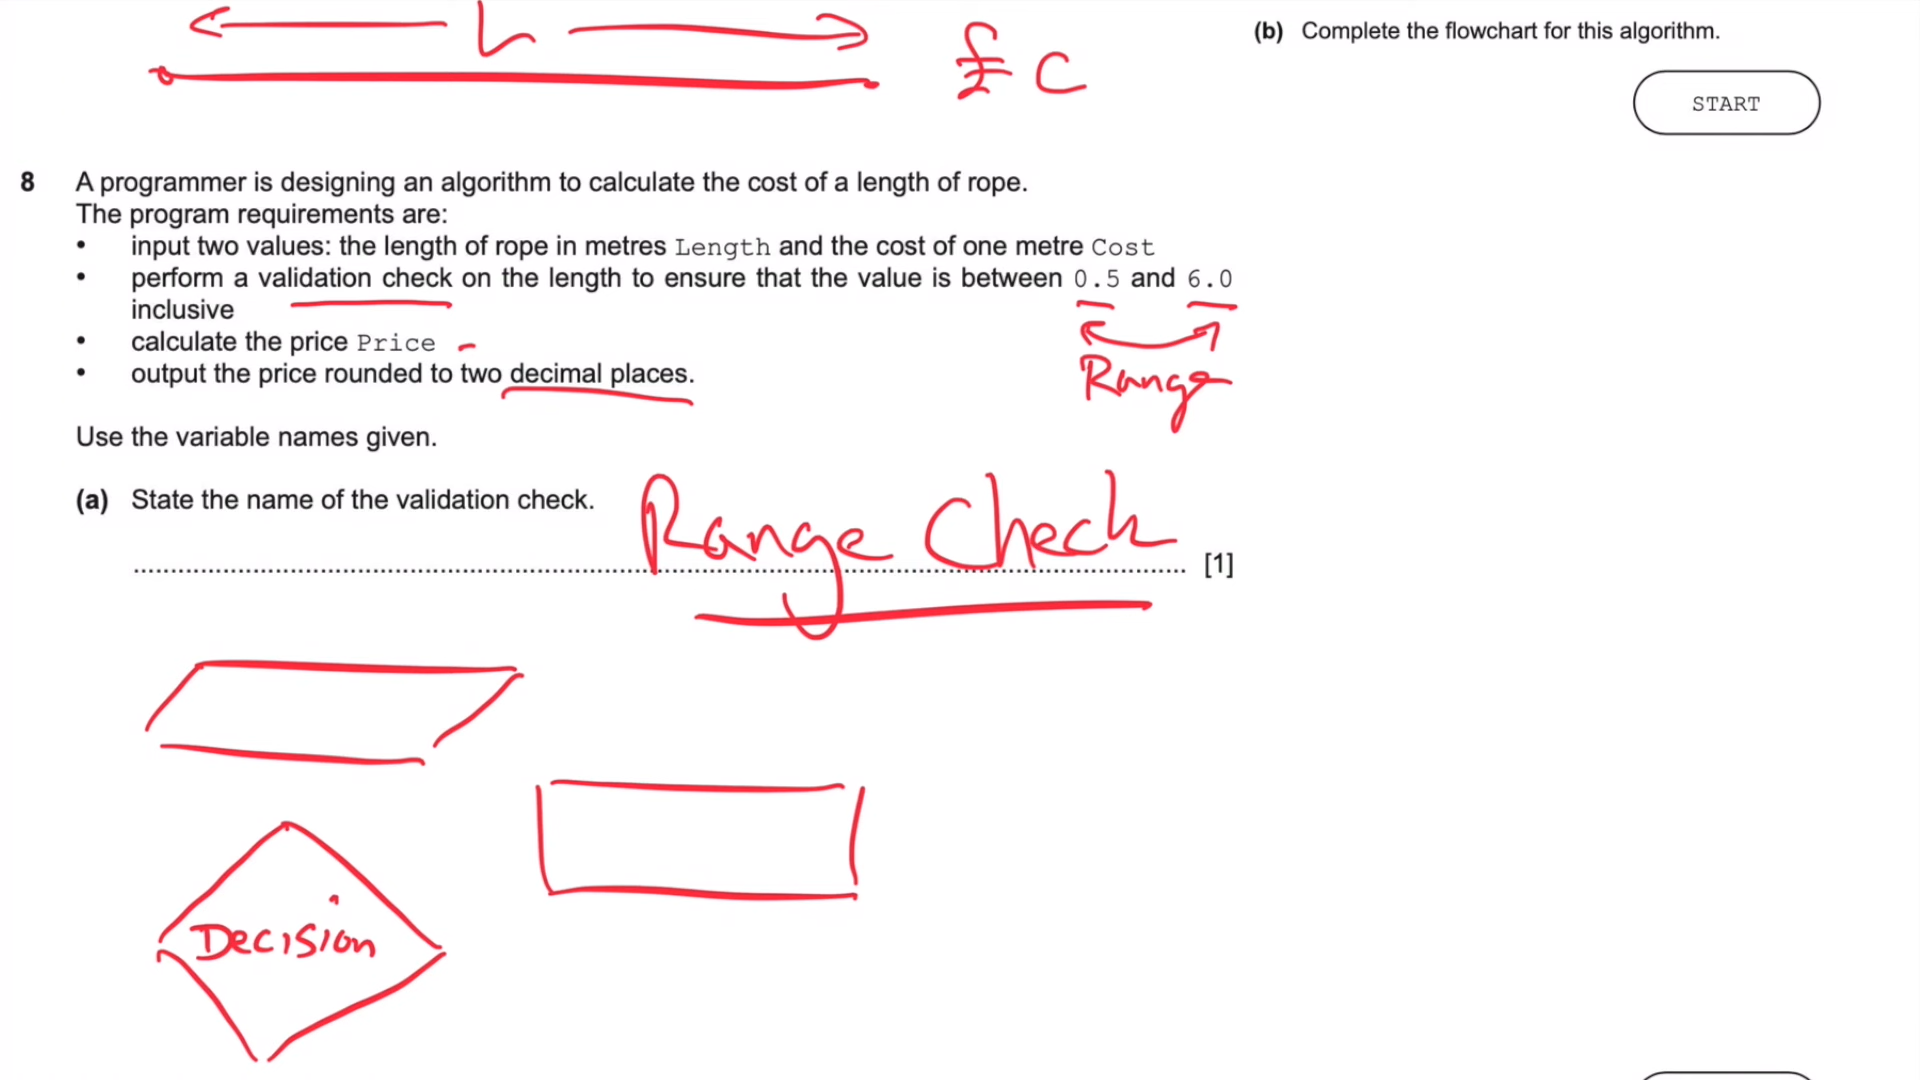 L
£ C
8 A programmer is designing an algorithm to calculate the cost of a length of rope.
The program requirements are:
• input two values: the length of rope in metres Length and the cost of one metre Cost
• perform a validation check on the length to ensure that the value is between 0.5 and 6.0
inclusive
• calculate the price Price
• output the price rounded to two decimal places.
Range
Use the variable names given.
(a) State the name of the validation check.
Range Check
[1]
Decision
(b) Complete the flowchart for this algorithm.
START